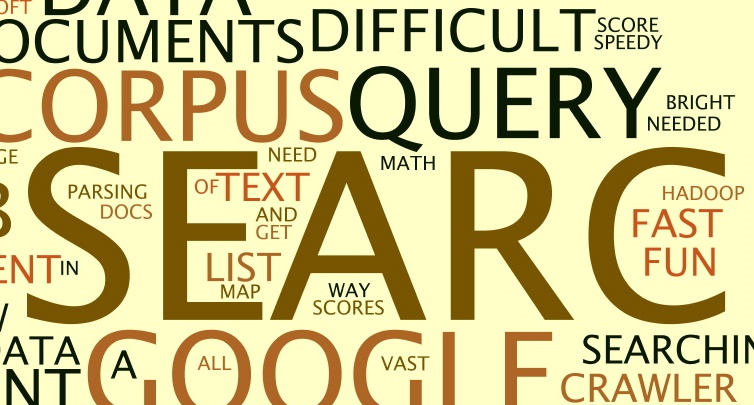 OFT
DATA
OCUMENTS
DIFFICULT
SCORE
SPEEDY
CORPUS
QUERY
BRIGHT
NEEDED
GE
NEED
MATH
SEARC
PARSING
DOCS
OF
TEXT
AND
GET
HADOOP
FAST
FUN
ENT
IN
LIST
MAP
WAY
SCORES
DATA
A
GOOGLE
ALL
VAST
SEARCHIN
CRAWLER
NT